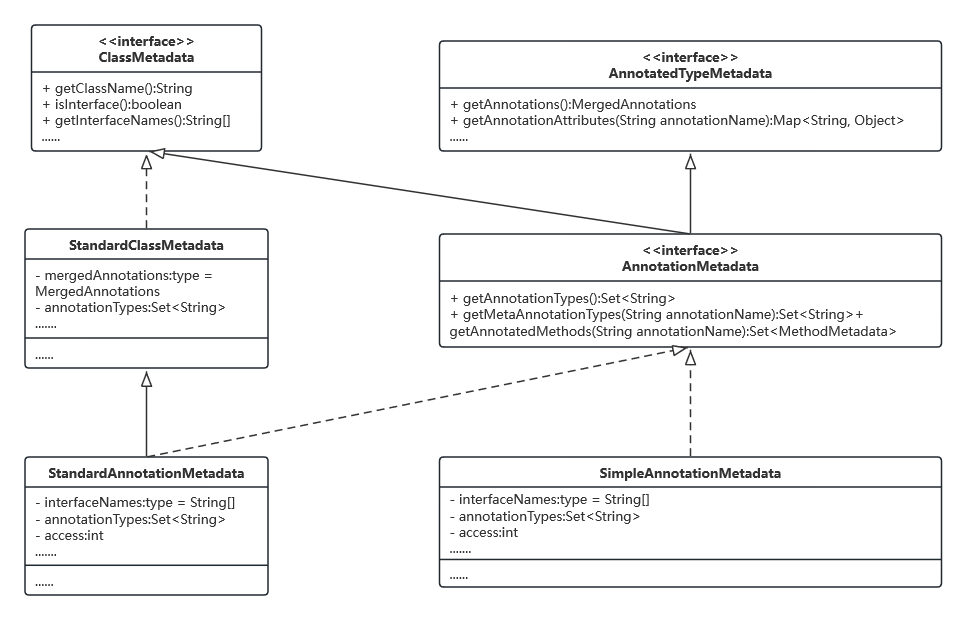 <<interface>>
ClassMetadata
+ getClassName():String
+ isInterface():boolean
+ getInterfaceNames():String[]
......
<<interface>>
AnnotatedTypeMetadata
+ getAnnotations():MergedAnnotations
+ getAnnotationAttributes(String annotationName):Map<String, Object>
......
StandardClassMetadata
- mergedAnnotations:type =
MergedAnnotations
- annotationTypes:Set<String>
.......
......
<<interface>>
AnnotationMetadata
+ getAnnotationTypes():Set<String>
+ getMetaAnnotationTypes(String annotationName):Set<String>+
getAnnotatedMethods(String annotationName):Set<MethodMetadata>
StandardAnnotationMetadata
- interfaceNames:type = String[]
- annotationTypes:Set<String>
- access:int
.......
......
SimpleAnnotationMetadata
- interfaceNames:type = String[]
- annotationTypes:Set<String>
- access:int
.......
......